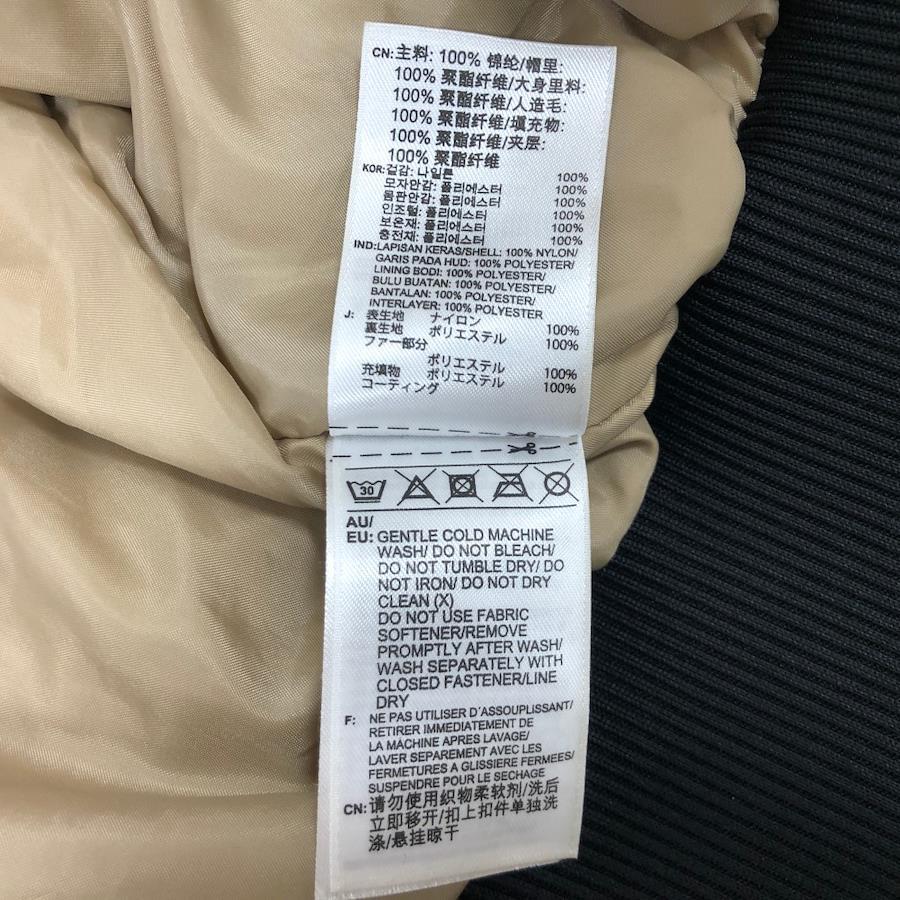 CN: 主料: 100% 锦纶/帽里:
100% 聚酯纤维/大身里料:
100% 聚酯纤维/人造毛:
100% 聚酯纤维/填充物:
100% 聚酯纤维/夹层:
100% 聚酯纤维
KOR: 겉감: 나일론 100%
모자안감: 폴리에스터 100%
몸판안감: 폴리에스터 100%
인조털: 폴리에스터 100%
보온재: 폴리에스터 100%
충전재: 폴리에스터 100%
IND: LAPISAN KERAS/SHELL: 100% NYLON/
GARIS PADA HUD: 100% POLYESTER/
LINING BODI: 100% POLYESTER/
BULU BUATAN: 100% POLYESTER/
BANTALAN: 100% POLYESTER/
INTERLAYER: 100% POLYESTER
J: 表生地 ナイロン 100%
裏生地 ポリエステル 100%
ファー部分
ポリエステル 100%
充填物 ポリエステル 100%
コーティング
30
AU/
EU: GENTLE COLD MACHINE
WASH/ DO NOT BLEACH/
DO NOT TUMBLE DRY/ DO
NOT IRON/ DO NOT DRY
CLEAN (X)
DO NOT USE FABRIC
SOFTENER/REMOVE
PROMPTLY AFTER WASH/
WASH SEPARATELY WITH
CLOSED FASTENER/LINE
DRY
F: NE PAS UTILISER D'ASSOUPLISSANT/
RETIRER IMMEDIATEMENT DE
LA MACHINE APRES LAVAGE/
LAVER SEPAREMENT AVEC LES
FERMETURES A GLISSIERE FERMEES/
SUSPENDRE POUR LE SECHAGE
CN: 请勿使用织物柔软剂/洗后
立即移开/扣上扣件单独洗
涤/悬挂晾干